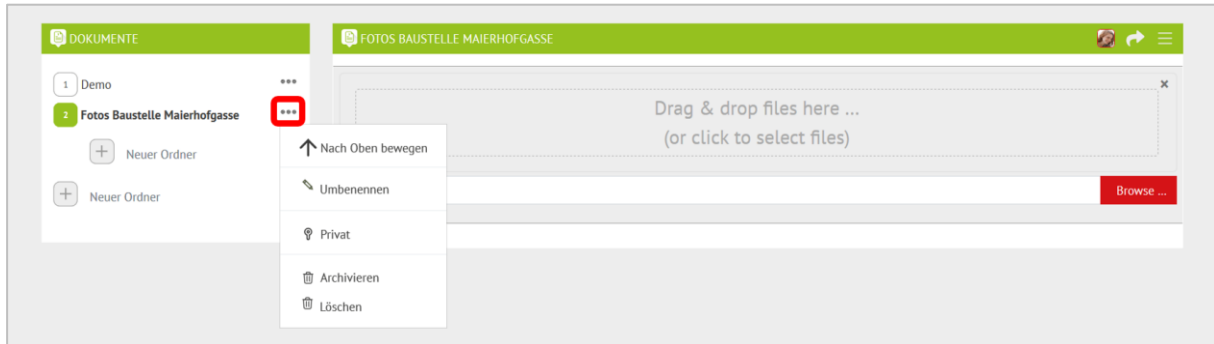 DOKUMENTE
1 Demo
2 Fotos Baustelle Maierhofgasse
Neuer Ordner
Neuer Ordner
Nach Oben bewegen
Umbenennen
Privat
Archivieren
Löschen
FOTOS BAUSTELLE MAIERHOFGASSE
Drag & drop files here ...
(or click to select files)
Browse ...